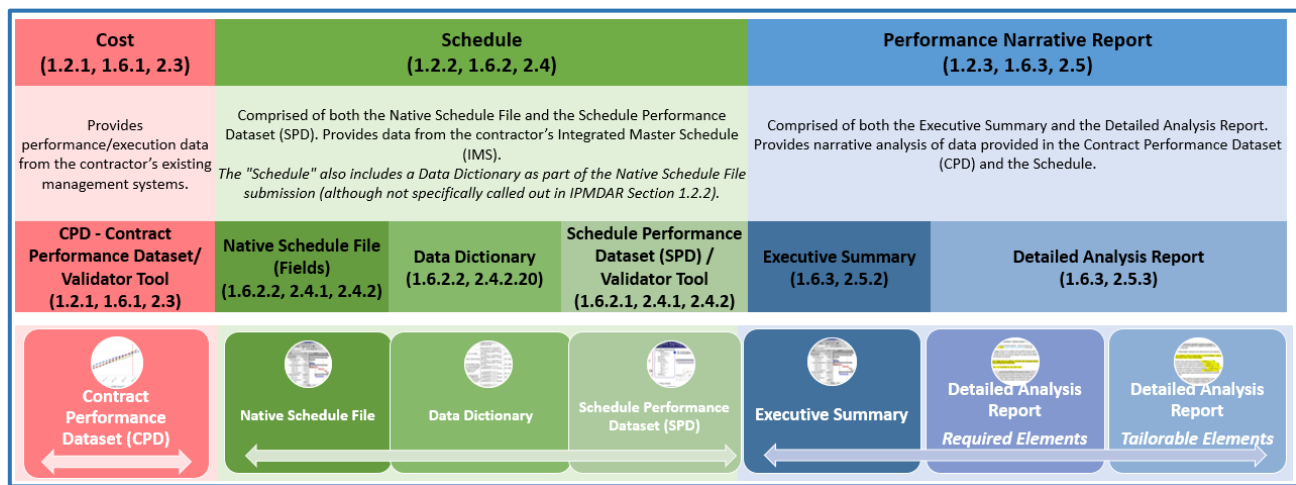 Cost
(1.2.1, 1.6.1, 2.3)
Schedule
(1.2.2, 1.6.2, 2.4)
Performance Narrative Report
(1.2.3, 1.6.3, 2.5)
Provides
performance/execution data
from the contractor's existing
management systems.
Comprised of both the Native Schedule File and the Schedule Performance
Dataset (SPD). Provides data from the contractor's Integrated Master Schedule
(IMS).
The "Schedule" also includes a Data Dictionary as part of the Native Schedule File
submission (although not specifically called out in IPMDAR Section 1.2.2).
Comprised of both the Executive Summary and the Detailed Analysis Report.
Provides narrative analysis of data provided in the Contract Performance Dataset
(CPD) and the Schedule.
CPD - Contract
Performance Dataset/
Validator Tool
(1.2.1, 1.6.1, 2.3)
Native Schedule File
(Fields)
(1.6.2.2, 2.4.1, 2.4.2)
Data Dictionary
(1.6.2.2, 2.4.2.20)
Schedule Performance
Dataset (SPD) /
Validator Tool
(1.6.2.1, 2.4.1, 2.4.2)
Executive Summary
(1.6.3, 2.5.2)
Detailed Analysis Report
(1.6.3, 2.5.3)
Contract
Performance
Dataset (CPD)
Native Schedule File
Data Dictionary
Schedule Performance
Dataset (SPD)
Executive Summary
Detailed Analysis
Report
Required Elements
Detailed Analysis
Report
Tailorable Elements